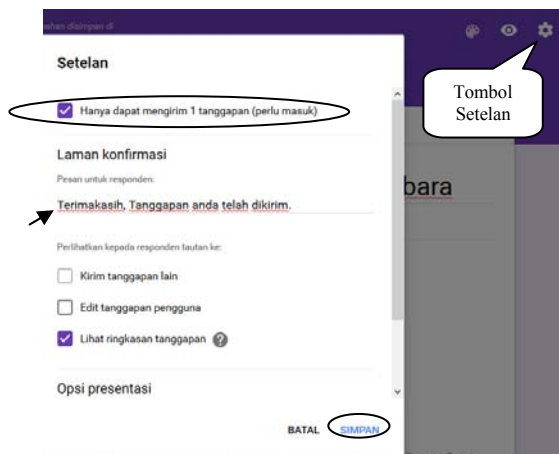 disimpan di
Setelan
Tombol
Setelan
Hanya dapat mengirim 1 tanggapan (perlu masuk)
Laman konfirmasi
Pesan untuk responden:
bara
Terimakasih, Tanggapan anda telah dikirim.
Perlihatkan kepada responden tautan ke:
Kirim tanggapan lain
Edit tanggapan pengguna
Lihat ringkasan tanggapan ?
Opsi presentasi
BATAL SIMPAN